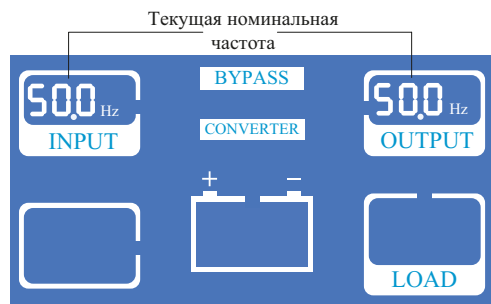 Текущая номинальная
частота
50.0 Hz
INPUT
BYPASS
CONVERTER
50.0 Hz
OUTPUT
+ −
LOAD